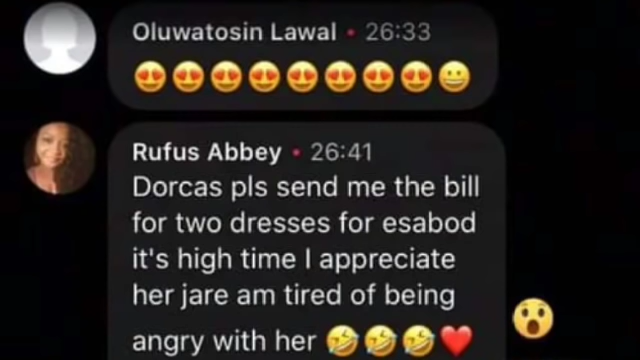 Oluwatosin Lawal • 26:33
😍😍😍😍😍😍😍😍😀
Rufus Abbey • 26:41
Dorcas pls send me the bill
for two dresses for esabod
it's high time I appreciate
her jare am tired of being
angry with her 🤣🤣🤣❤️